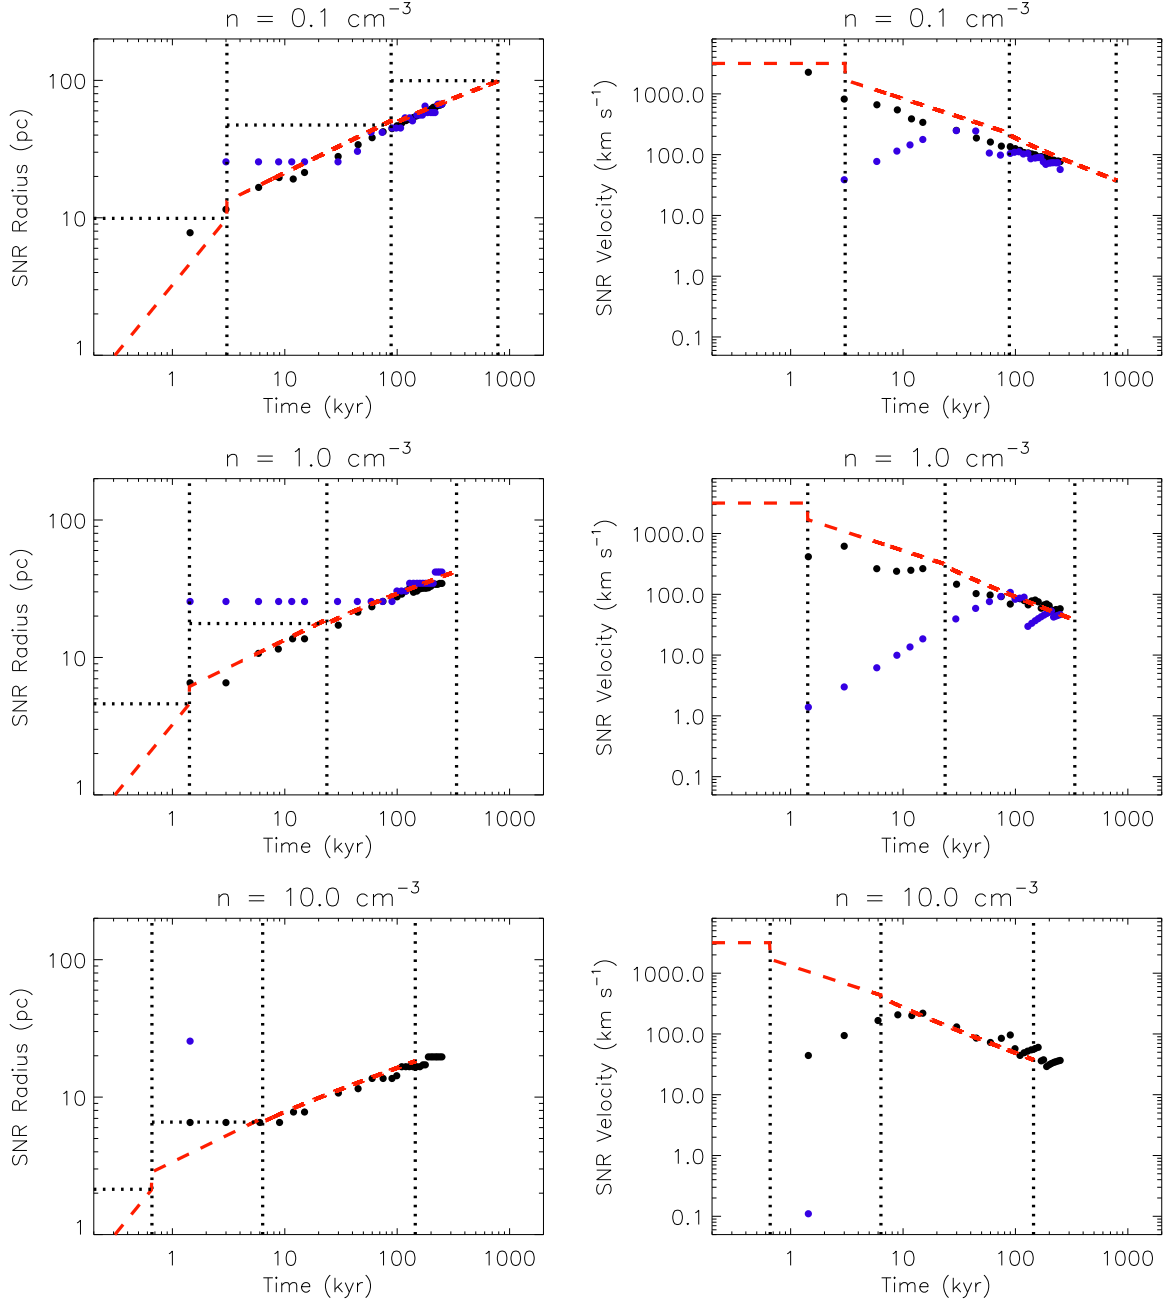 n = 0.1 cm⁻³
n = 0.1 cm⁻³
SNR Radius (pc)
100
10
1
1 10 100 1000
Time (kyr)
SNR Velocity (km s⁻¹)
1000.0
100.0
10.0
1.0
0.1
1 10 100 1000
Time (kyr)
n = 1.0 cm⁻³
n = 1.0 cm⁻³
SNR Radius (pc)
100
10
1
1 10 100 1000
Time (kyr)
SNR Velocity (km s⁻¹)
1000.0
100.0
10.0
1.0
0.1
1 10 100 1000
Time (kyr)
n = 10.0 cm⁻³
n = 10.0 cm⁻³
SNR Radius (pc)
100
10
1
1 10 100 1000
Time (kyr)
SNR Velocity (km s⁻¹)
1000.0
100.0
10.0
1.0
0.1
1 10 100 1000
Time (kyr)